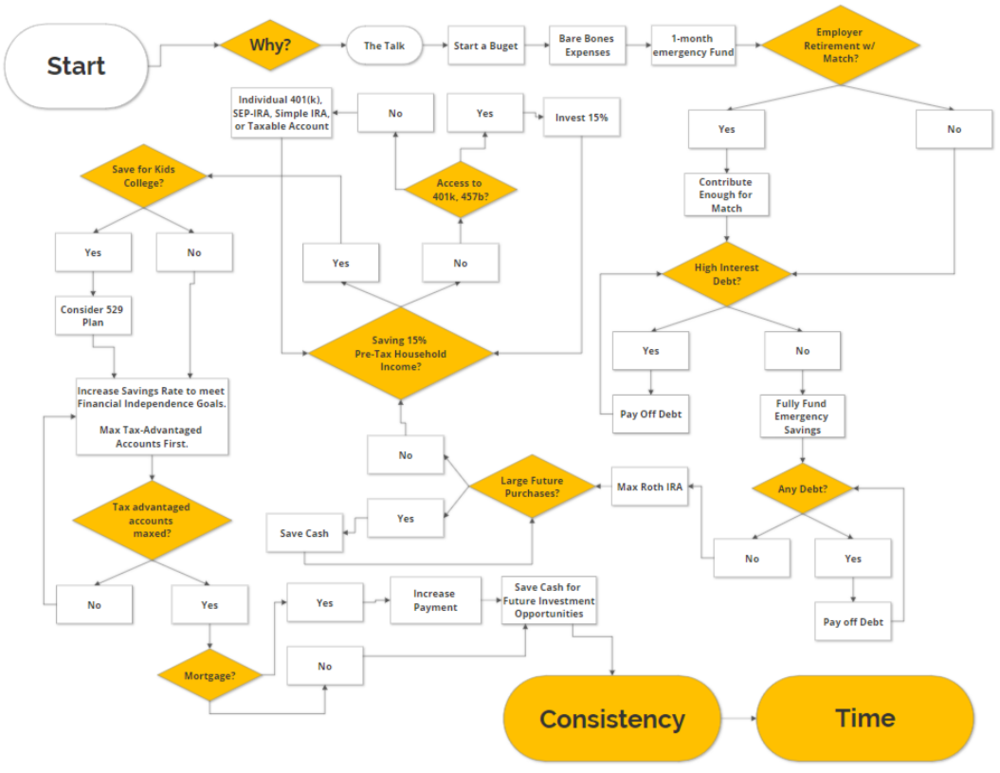 Start
Why?
The Talk
Start a Buget
Bare Bones
Expenses
1-month
emergency Fund
Employer
Retirement w/
Match?
Individual 401(k),
SEP-IRA, Simple IRA,
or Taxable Account
No
Yes
Invest 15%
Yes
No
Save for Kids
College?
Access to
401k, 457b?
Contribute
Enough for
Match
Yes
No
Yes
No
High Interest
Debt?
Consider 529
Plan
Saving 15%
Pre-Tax Household
Income?
Yes
No
Increase Savings Rate to meet
Financial Independence Goals.
Max Tax-Advantaged
Accounts First.
Pay Off Debt
Fully Fund
Emergency
Savings
No
Large Future
Purchases?
Max Roth IRA
Any Debt?
Tax advantaged
accounts
maxed?
Save Cash
Yes
No
Yes
No
Yes
Yes
Increase
Payment
Save Cash for
Future Investment
Opportunities
Pay off Debt
Mortgage?
No
Consistency
Time